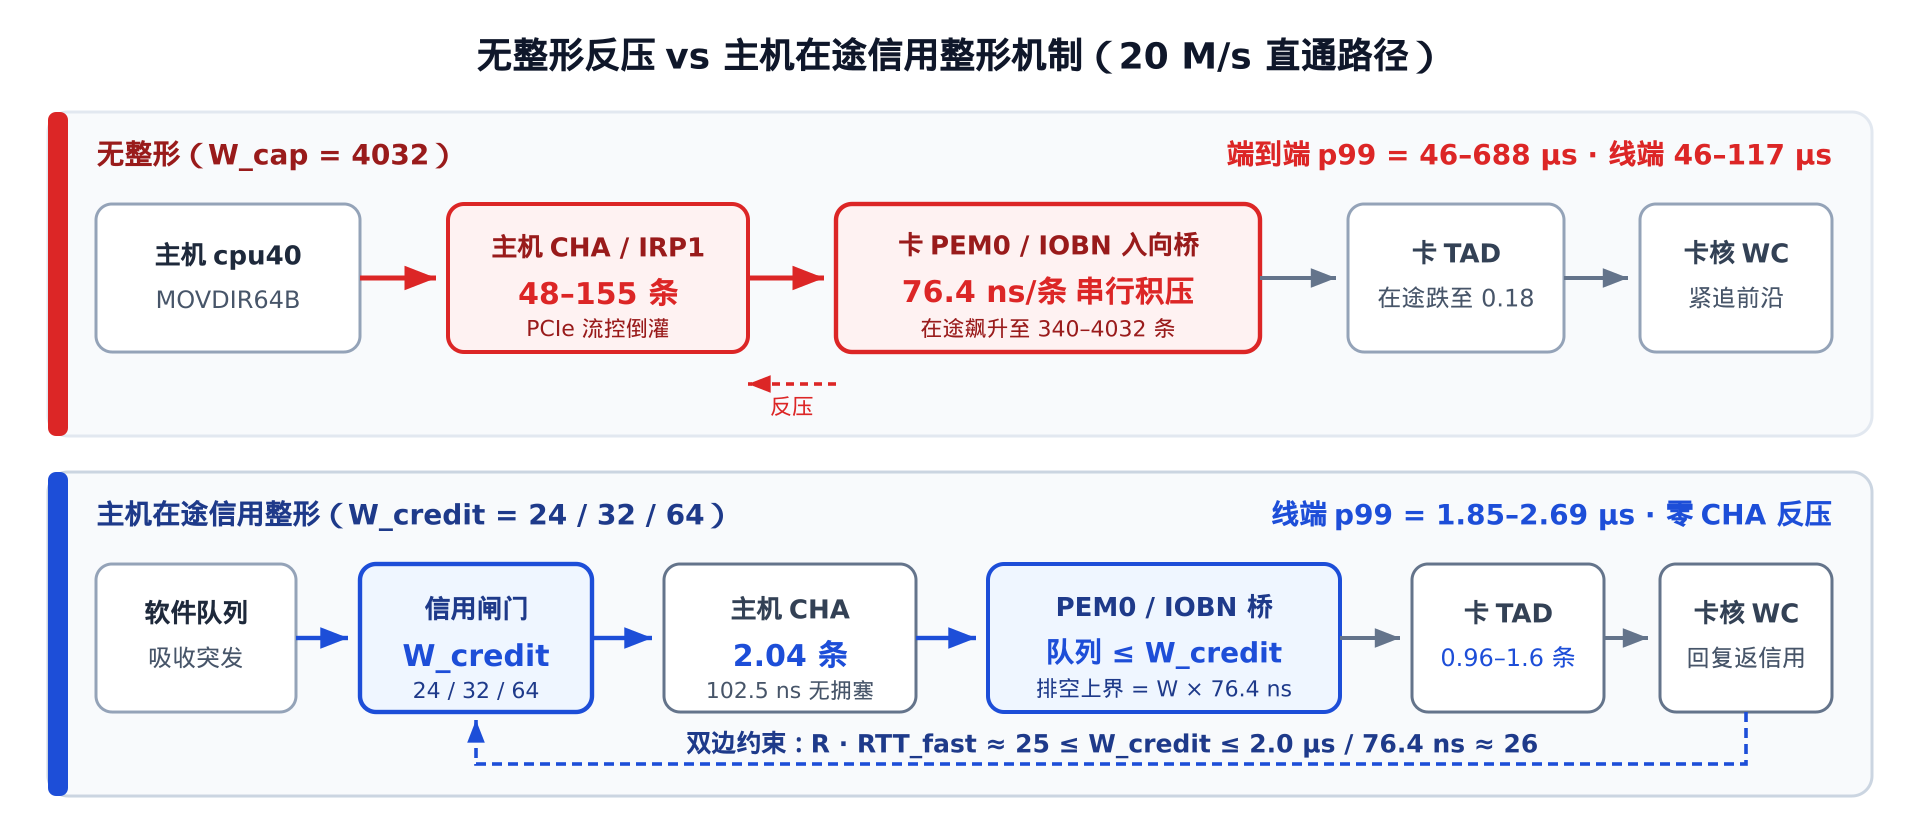 无整形反压 vs 主机在途信用整形机制（20 M/s 直通路径）
无整形（W_cap = 4032）
端到端 p99 = 46–688 μs · 线端 46–117 μs
主机 cpu40
MOVDIR64B
主机 CHA / IRP1
48–155 条
PCIe 流控倒灌
卡 PEM0 / IOBN 入向桥
76.4 ns/条 串行积压
在途飙升至 340–4032 条
卡 TAD
在途跌至 0.18
卡核 WC
紧追前沿
反压
主机在途信用整形（W_credit = 24 / 32 / 64）
线端 p99 = 1.85–2.69 μs · 零 CHA 反压
软件队列
吸收突发
信用闸门
W_credit
24 / 32 / 64
主机 CHA
2.04 条
102.5 ns 无拥塞
PEM0 / IOBN 桥
队列 ≤ W_credit
排空上界 = W × 76.4 ns
卡 TAD
0.96–1.6 条
卡核 WC
回复返信用
双边约束：R · RTT_fast ≈ 25 ≤ W_credit ≤ 2.0 μs / 76.4 ns ≈ 26